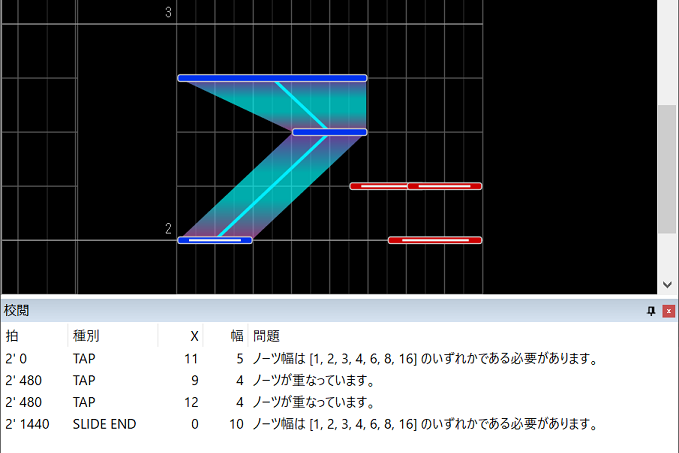 3
2
校閲
拍 種別 X 幅 問題
2' 0 TAP 11 5 ノーツ幅は [1, 2, 3, 4, 6, 8, 16] のいずれかである必要があります。
2' 480 TAP 9 4 ノーツが重なっています。
2' 480 TAP 12 4 ノーツが重なっています。
2' 1440 SLIDE END 0 10 ノーツ幅は [1, 2, 3, 4, 6, 8, 16] のいずれかである必要があります。